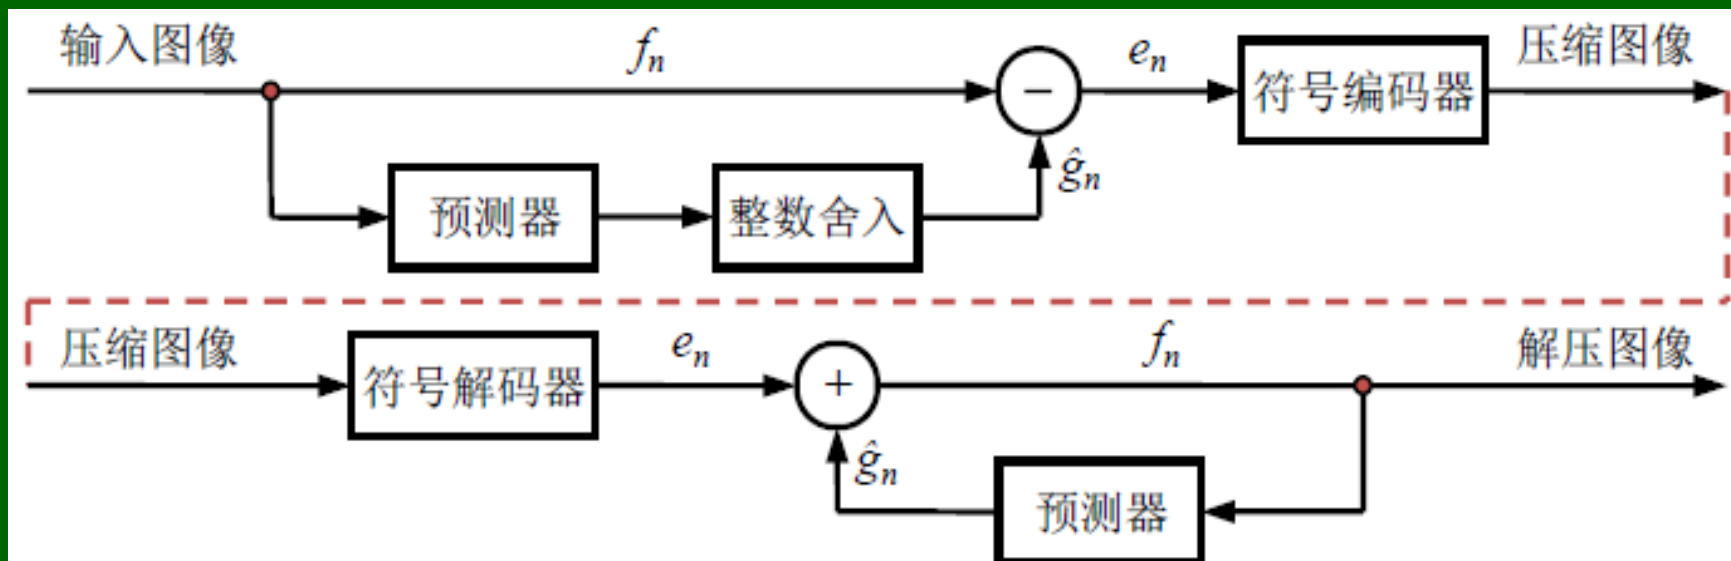 输入图像 fₙ eₙ 压缩图像
− 符号编码器
ĝₙ
预测器 整数舍入
压缩图像 eₙ fₙ 解压图像
符号解码器 +
ĝₙ
预测器